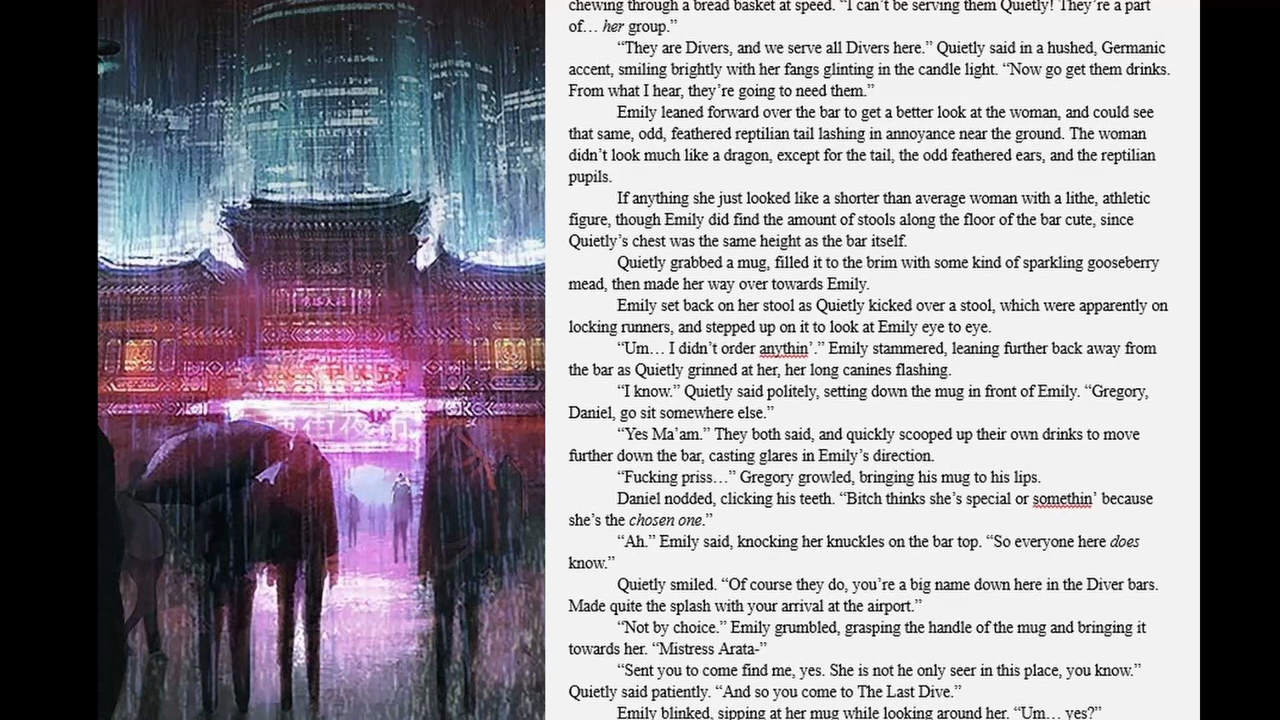 chewing through a bread basket at speed. “I can’t be serving them Quietly! They’re a part
of… her group.”
“They are Divers, and we serve all Divers here.” Quietly said in a hushed, Germanic
accent, smiling brightly with her fangs glinting in the candle light. “Now go get them drinks.
From what I hear, they’re going to need them.”
Emily leaned forward over the bar to get a better look at the woman, and could see
that same, odd, feathered reptilian tail lashing in annoyance near the ground. The woman
didn’t look much like a dragon, except for the tail, the odd feathered ears, and the reptilian
pupils.
If anything she just looked like a shorter than average woman with a lithe, athletic
figure, though Emily did find the amount of stools along the floor of the bar cute, since
Quietly’s chest was the same height as the bar itself.
Quietly grabbed a mug, filled it to the brim with some kind of sparkling gooseberry
mead, then made her way over towards Emily.
Emily set back on her stool as Quietly kicked over a stool, which were apparently on
locking runners, and stepped up on it to look at Emily eye to eye.
“Um… I didn’t order anythin’.” Emily stammered, leaning further back away from
the bar as Quietly grinned at her, her long canines flashing.
“I know.” Quietly said politely, setting down the mug in front of Emily. “Gregory,
Daniel, go sit somewhere else.”
“Yes Ma’am.” They both said, and quickly scooped up their own drinks to move
further down the bar, casting glares in Emily’s direction.
“Fucking priss…” Gregory growled, bringing his mug to his lips.
Daniel nodded, clicking his teeth. “Bitch thinks she’s special or somethin’ because
she’s the chosen one.”
“Ah.” Emily said, knocking her knuckles on the bar top. “So everyone here does
know.”
Quietly smiled. “Of course they do, you’re a big name down here in the Diver bars.
Made quite the splash with your arrival at the airport.”
“Not by choice.” Emily grumbled, grasping the handle of the mug and bringing it
towards her. “Mistress Arata-”
“Sent you to come find me, yes. She is not he only seer in this place, you know.”
Quietly said patiently. “And so you come to The Last Dive.”
Emily blinked, sipping at her mug while looking around her. “Um… yes?”